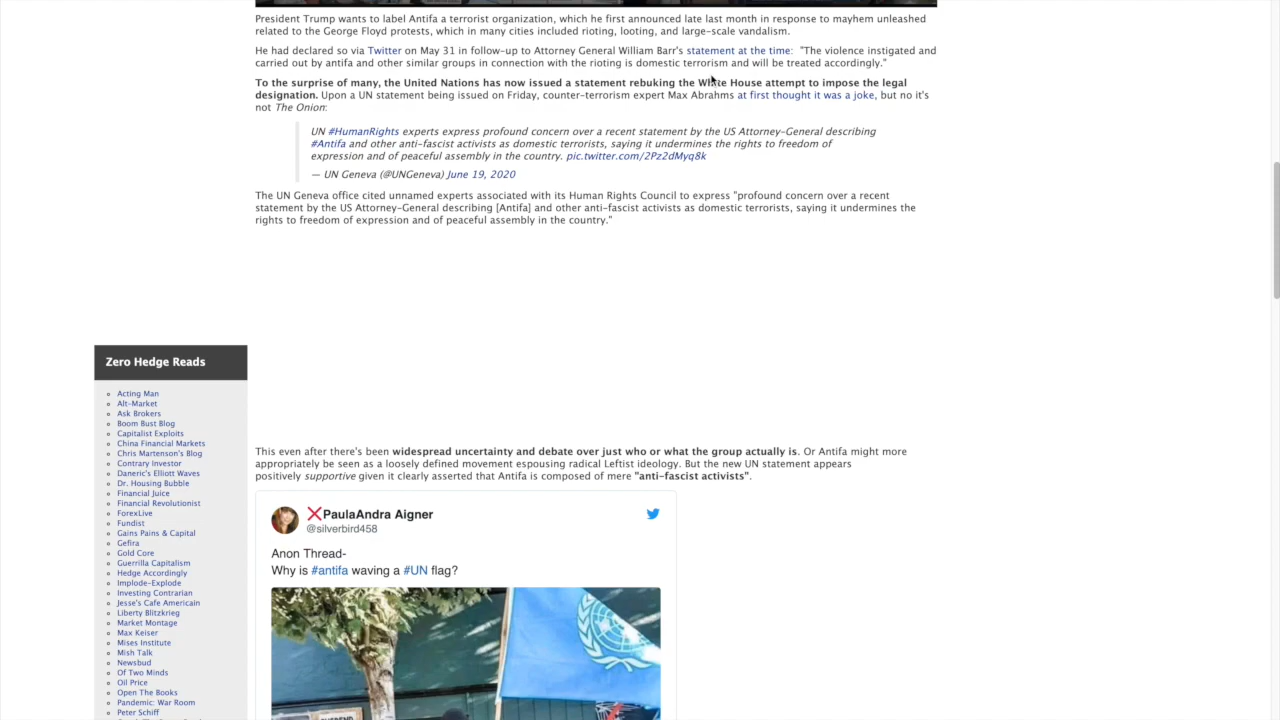 President Trump wants to label Antifa a terrorist organization, which he first announced late last month in response to mayhem unleashed
related to the George Floyd protests, which in many cities included rioting, looting, and large-scale vandalism.
He had declared so via Twitter on May 31 in follow-up to Attorney General William Barr's statement at the time: "The violence instigated and
carried out by antifa and other similar groups in connection with the rioting is domestic terrorism and will be treated accordingly."
To the surprise of many, the United Nations has now issued a statement rebuking the White House attempt to impose the legal
designation. Upon a UN statement being issued on Friday, counter-terrorism expert Max Abrahms at first thought it was a joke, but no it's
not The Onion:
UN #HumanRights experts express profound concern over a recent statement by the US Attorney-General describing
#Antifa and other anti-fascist activists as domestic terrorists, saying it undermines the rights to freedom of
expression and of peaceful assembly in the country. pic.twitter.com/2Pz2dMyq8k
— UN Geneva (@UNGeneva) June 19, 2020
The UN Geneva office cited unnamed experts associated with its Human Rights Council to express "profound concern over a recent
statement by the US Attorney-General describing [Antifa] and other anti-fascist activists as domestic terrorists, saying it undermines the
rights to freedom of expression and of peaceful assembly in the country."
Zero Hedge Reads
Acting Man
Alt-Market
Ask Brokers
Boom Bust Blog
Capitalist Exploits
China Financial Markets
Chris Martenson's Blog
Contrary Investor
Daneric's Elliott Waves
Dr. Housing Bubble
Financial Juice
Financial Revolutionist
ForexLive
Fundist
Gains Pains & Capital
Gefira
Gold Core
Guerrilla Capitalism
Hedge Accordingly
Implode-Explode
Investing Contrarian
Jesse's Cafe Americain
Liberty Blitzkrieg
Market Montage
Max Keiser
Mises Institute
Mish Talk
Newsbud
Of Two Minds
Oil Price
Open The Books
Pandemic: War Room
Peter Schiff
This even after there's been widespread uncertainty and debate over just who or what the group actually is. Or Antifa might more
appropriately be seen as a loosely defined movement espousing radical Leftist ideology. But the new UN statement appears
positively supportive given it clearly asserted that Antifa is composed of mere "anti-fascist activists".
PaulaAndra Aigner
@silverbird458
Anon Thread-
Why is #antifa waving a #UN flag?
SUSPEND